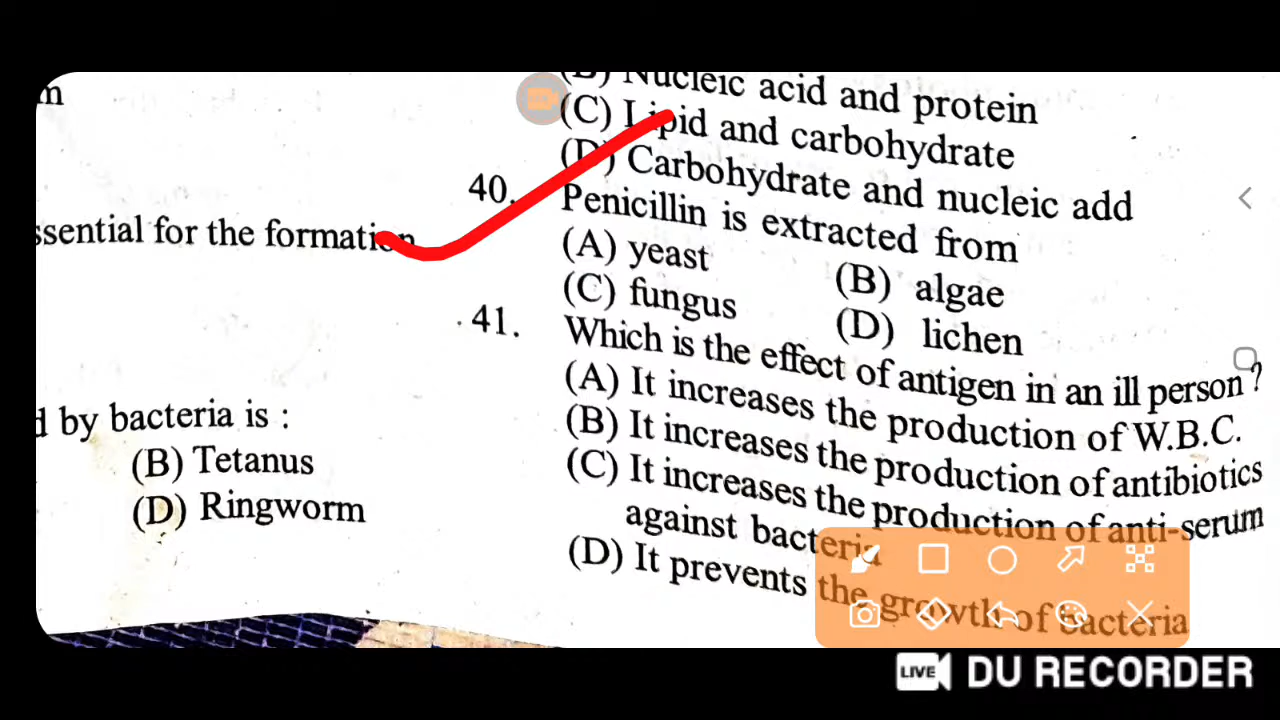 m
ssential for the formation
d by bacteria is :
(B) Tetanus
(D) Ringworm
(B) Nucleic acid and protein
(C) Lipid and carbohydrate
(D) Carbohydrate and nucleic add
40. Penicillin is extracted from
(A) yeast (B) algae
(C) fungus (D) lichen
41. Which is the effect of antigen in an ill person ?
(A) It increases the production of W.B.C.
(B) It increases the production of antibiotics
(C) It increases the production of anti-serum
against bacteria
(D) It prevents the growth of bacteria
LIVE DU RECORDER